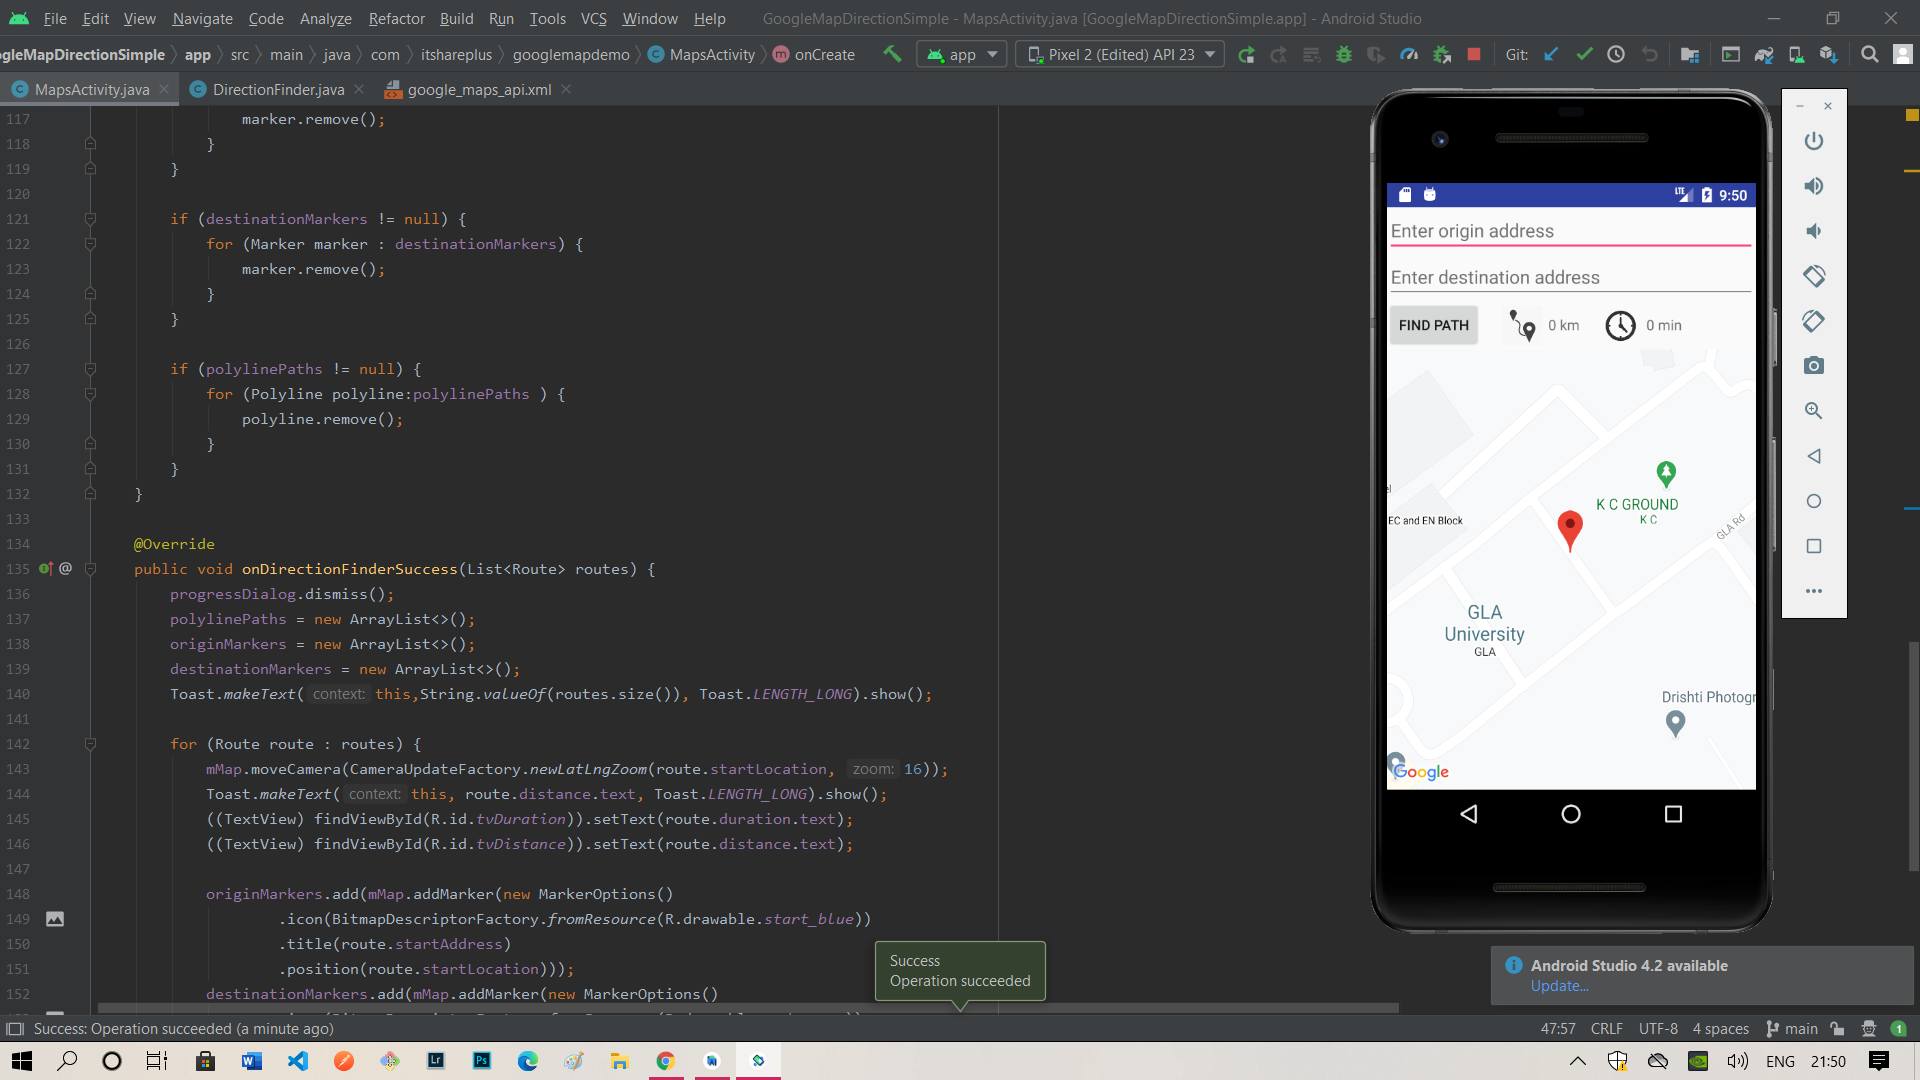 File Edit View Navigate Code Analyze Refactor Build Run Tools VCS Window Help GoogleMapDirectionSimple - MapsActivity.java [GoogleMapDirectionSimple.app] - Android Studio
ogleMapDirectionSimple app src main java com itshareplus googlemapdemo C MapsActivity m onCreate app Pixel 2 (Edited) API 23 Git:
C MapsActivity.java C DirectionFinder.java google_maps_api.xml
117 marker.remove();
118 }
119 }
120
121 if (destinationMarkers != null) {
122 for (Marker marker : destinationMarkers) {
123 marker.remove();
124 }
125 }
126
127 if (polylinePaths != null) {
128 for (Polyline polyline:polylinePaths ) {
129 polyline.remove();
130 }
131 }
132 }
133
134 @Override
135 public void onDirectionFinderSuccess(List<Route> routes) {
136 progressDialog.dismiss();
137 polylinePaths = new ArrayList<>();
138 originMarkers = new ArrayList<>();
139 destinationMarkers = new ArrayList<>();
140 Toast.makeText( context: this,String.valueOf(routes.size()), Toast.LENGTH_LONG).show();
141
142 for (Route route : routes) {
143 mMap.moveCamera(CameraUpdateFactory.newLatLngZoom(route.startLocation, zoom: 16));
144 Toast.makeText( context: this, route.distance.text, Toast.LENGTH_LONG).show();
145 ((TextView) findViewById(R.id.tvDuration)).setText(route.duration.text);
146 ((TextView) findViewById(R.id.tvDistance)).setText(route.distance.text);
147
148 originMarkers.add(mMap.addMarker(new MarkerOptions()
149 .icon(BitmapDescriptorFactory.fromResource(R.drawable.start_blue))
150 .title(route.startAddress)
151 .position(route.startLocation)));
152 destinationMarkers.add(mMap.addMarker(new MarkerOptions()
LTE 9:50
Enter origin address
Enter destination address
FIND PATH 0 km 0 min
K C GROUND
K C
EC and EN Block
GLA Rd
GLA
University
GLA
Drishti Photogr
Google
Success
Operation succeeded
Android Studio 4.2 available
Update...
Success: Operation succeeded (a minute ago) 47:57 CRLF UTF-8 4 spaces main 1
W Lr Ps ENG 21:50